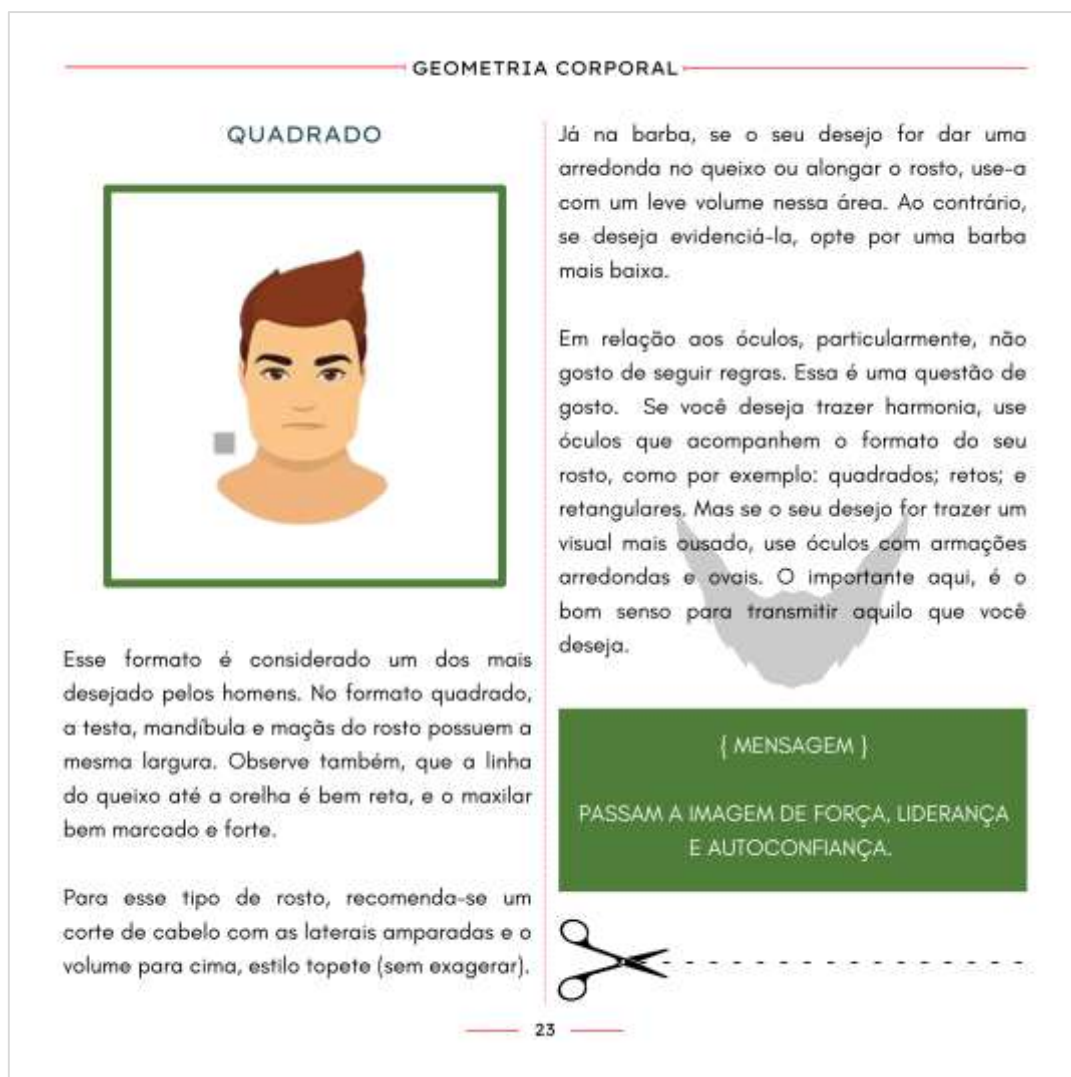 GEOMETRIA CORPORAL
QUADRADO
Esse formato é considerado um dos mais
desejado pelos homens. No formato quadrado,
a testa, mandíbula e maçãs do rosto possuem a
mesma largura. Observe também, que a linha
do queixo até a orelha é bem reta, e o maxilar
bem marcado e forte.
Para esse tipo de rosto, recomenda-se um
corte de cabelo com as laterais amparadas e o
volume para cima, estilo topete (sem exagerar).
Já na barba, se o seu desejo for dar uma
arredonda no queixo ou alongar o rosto, use-a
com um leve volume nessa área. Ao contrário,
se deseja evidenciá-la, opte por uma barba
mais baixa.
Em relação aos óculos, particularmente, não
gosto de seguir regras. Essa é uma questão de
gosto. Se você deseja trazer harmonia, use
óculos que acompanhem o formato do seu
rosto, como por exemplo: quadrados; retos; e
retangulares. Mas se o seu desejo for trazer um
visual mais ousado, use óculos com armações
arredondas e ovais. O importante aqui, é o
bom senso para transmitir aquilo que você
deseja.
{ MENSAGEM }
PASSAM A IMAGEM DE FORÇA, LIDERANÇA
E AUTOCONFIANÇA.
23